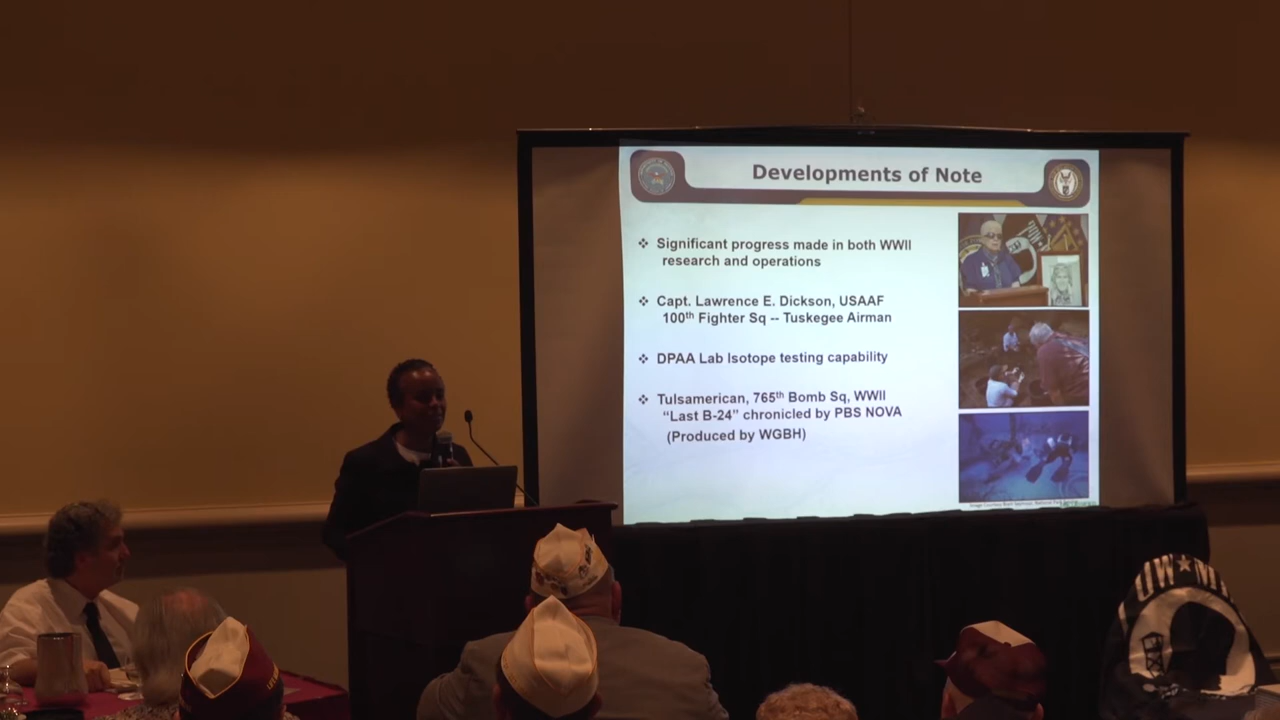 Developments of Note
❖ Significant progress made in both WWII
research and operations
❖ Capt. Lawrence E. Dickson, USAAF
100th Fighter Sq -- Tuskegee Airman
❖ DPAA Lab Isotope testing capability
❖ Tulsamerican, 765th Bomb Sq, WWII
“Last B-24” chronicled by PBS NOVA
(Produced by WGBH)